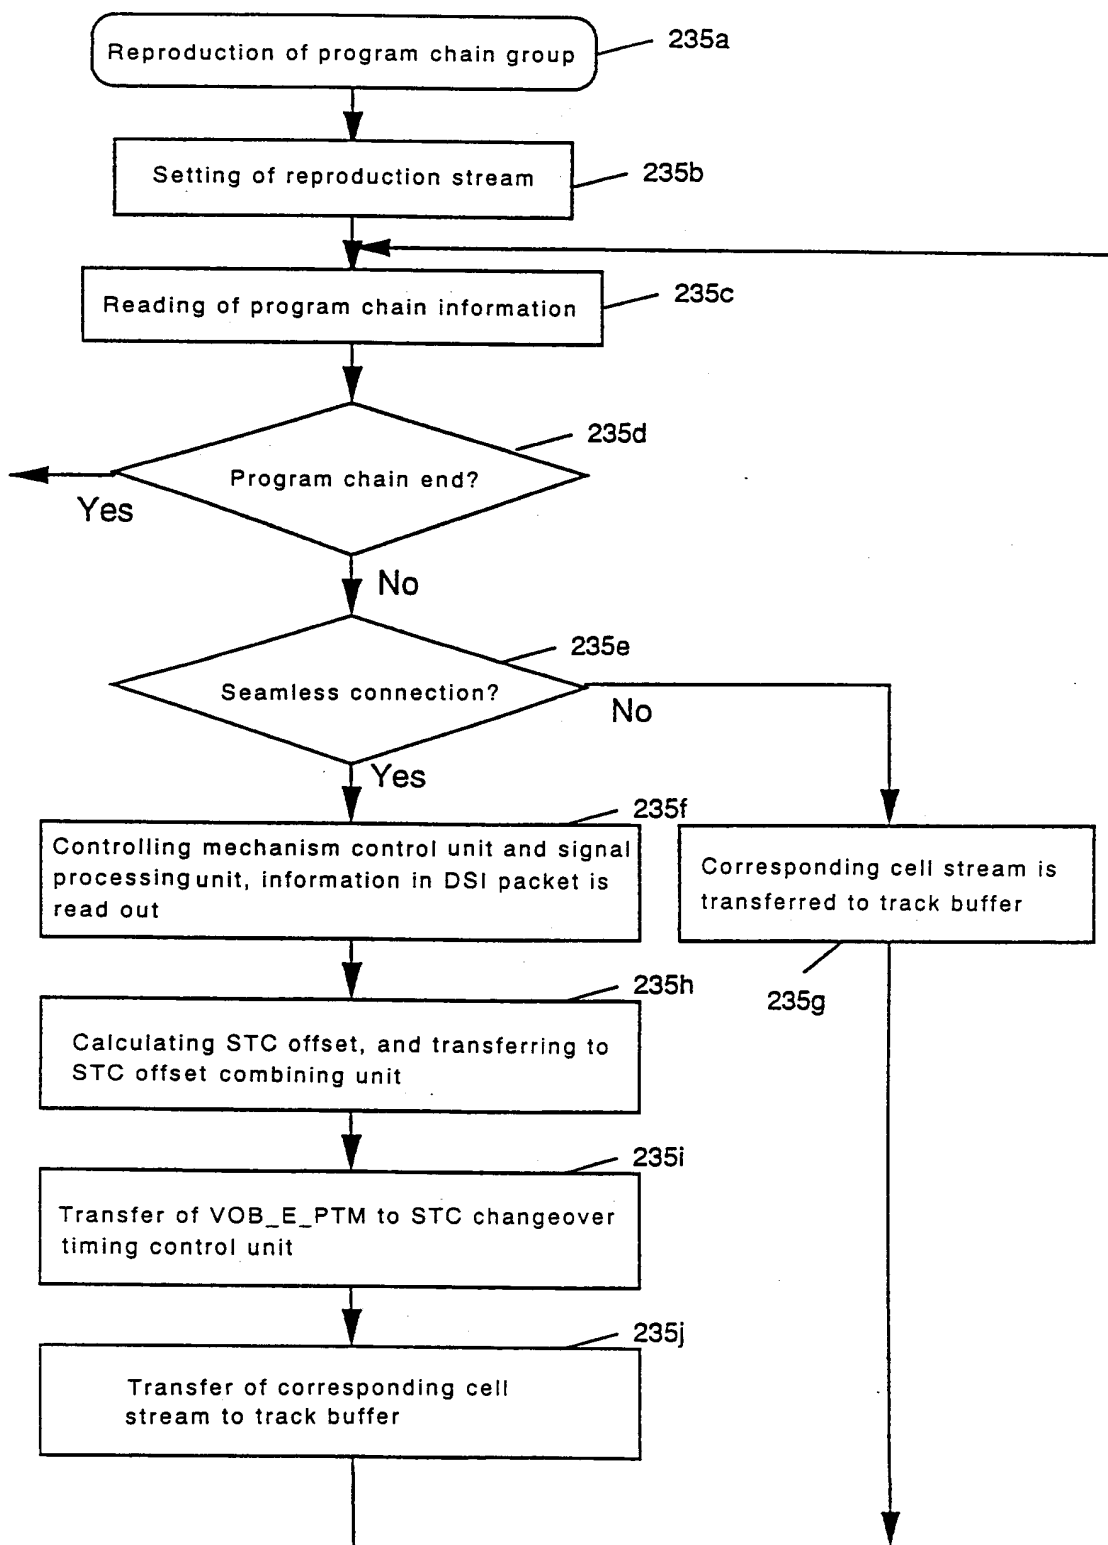 Reproduction of program chain group
235a
Setting of reproduction stream
235b
Reading of program chain information
235c
235d
Program chain end?
Yes
No
235e
Seamless connection?
No
Yes
235f
Controlling mechanism control unit and signal
processing unit, information in DSI packet is
read out
Corresponding cell stream is
transferred to track buffer
235g
235h
Calculating STC offset, and transferring to
STC offset combining unit
235i
Transfer of VOB_E_PTM to STC changeover
timing control unit
235j
Transfer of corresponding cell
stream to track buffer